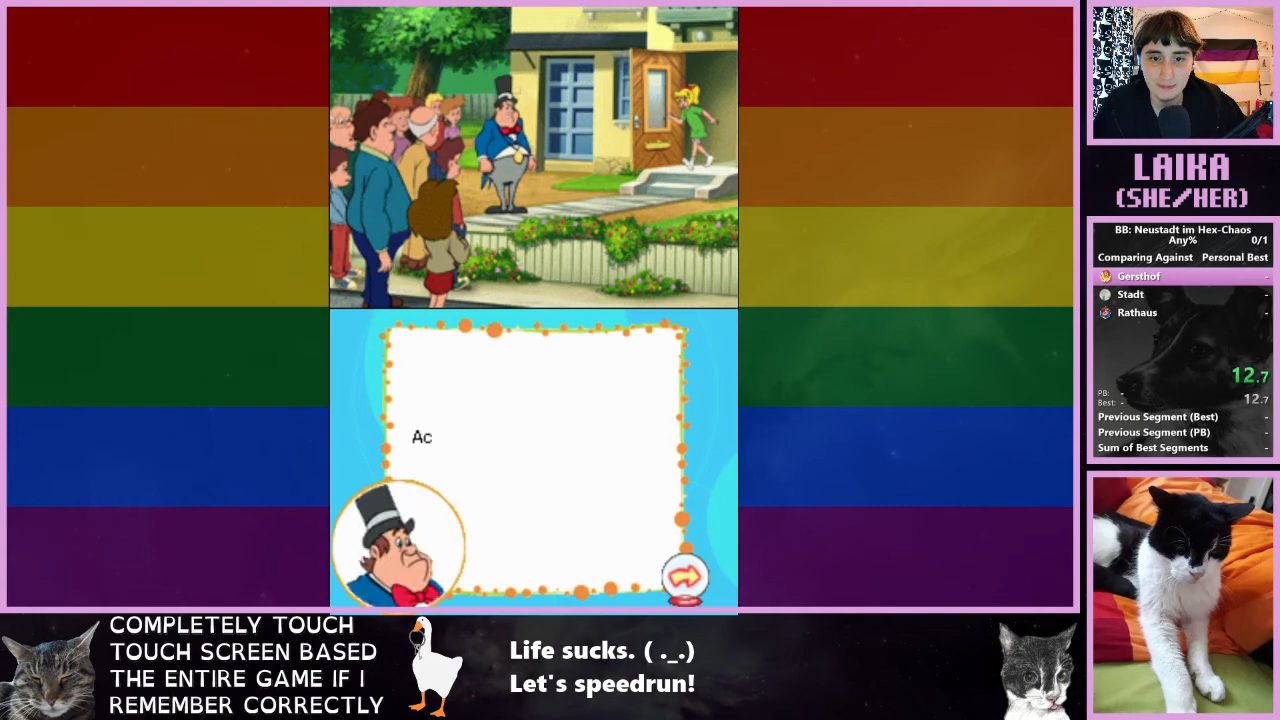 Ac
LAIKA
(SHE/HER)
BB: Neustadt im Hex-Chaos
Any% 0/1
Comparing Against Personal Best
Gersthof -
Stadt -
Rathaus -
12.7
PB: -
Best: - 12.7
Previous Segment (Best) -
Previous Segment (PB) -
Sum of Best Segments -
COMPLETELY TOUCH
TOUCH SCREEN BASED
THE ENTIRE GAME IF I
REMEMBER CORRECTLY
Life sucks. ( ._.)
Let's speedrun!